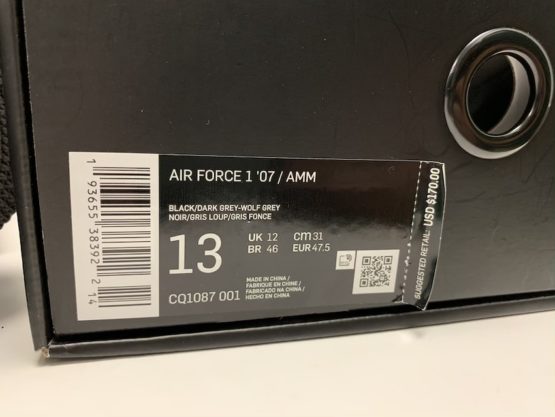 AIR FORCE 1 '07 / AMM
BLACK/DARK GREY-WOLF GREY
NOIR/GRIS LOUP/GRIS FONCE
13
UK 12
BR 46
cm 31
EUR 47.5
CQ1087 001
MADE IN CHINA /
FABRIQUE EN CHINE /
FABRICADO NA CHINA /
HECHO EN CHINA
1 93655 38392 2 14
SUGGESTED RETAIL USD $170.00